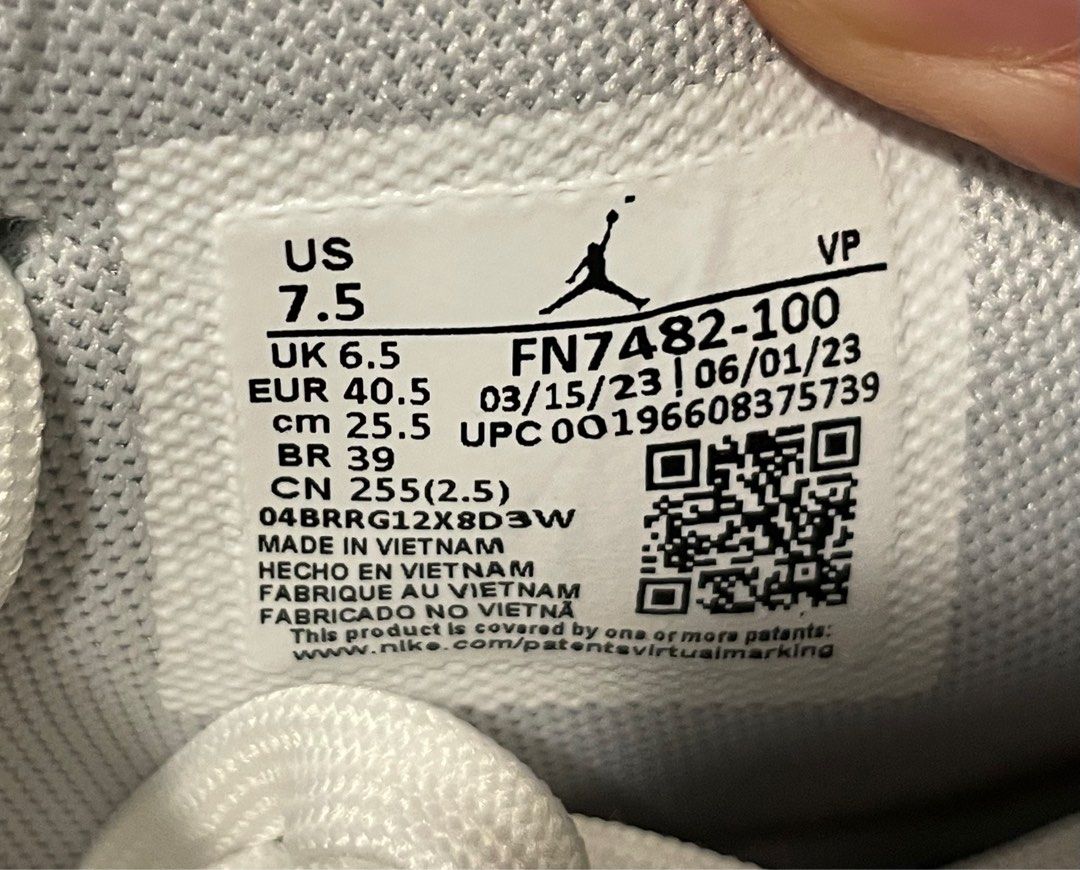 US
7.5
VP
UK 6.5
EUR 40.5
cm 25.5
BR 39
CN 255(2.5)
FN7482-100
03/15/23 | 06/01/23
UPC 00196608375739
04BRRG12X8D3W
MADE IN VIETNAM
HECHO EN VIETNAM
FABRIQUE AU VIETNAM
FABRICADO NO VIETNÃ
This product is covered by one or more patents:
www.nike.com/patentsvirtualmarking